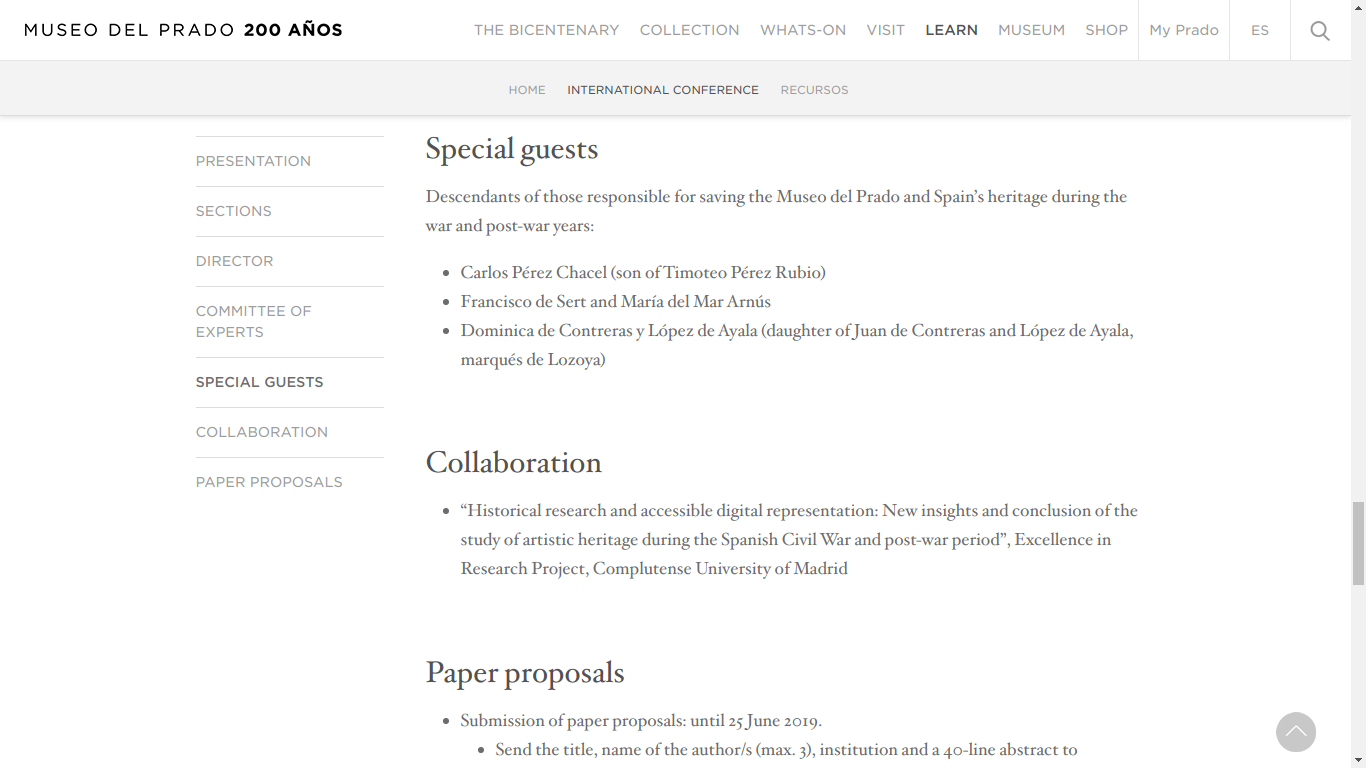 MUSEO DEL PRADO 200 AÑOS
THE BICENTENARY COLLECTION WHATS-ON VISIT LEARN MUSEUM SHOP My Prado ES
HOME INTERNATIONAL CONFERENCE RECURSOS
PRESENTATION
SECTIONS
DIRECTOR
COMMITTEE OF
EXPERTS
SPECIAL GUESTS
COLLABORATION
PAPER PROPOSALS
Special guests
Descendants of those responsible for saving the Museo del Prado and Spain’s heritage during the
war and post-war years:
Carlos Pérez Chacel (son of Timoteo Pérez Rubio)
Francisco de Sert and María del Mar Arnús
Dominica de Contreras y López de Ayala (daughter of Juan de Contreras and López de Ayala,
marqués de Lozoya)
Collaboration
“Historical research and accessible digital representation: New insights and conclusion of the
study of artistic heritage during the Spanish Civil War and post-war period”, Excellence in
Research Project, Complutense University of Madrid
Paper proposals
Submission of paper proposals: until 25 June 2019.
Send the title, name of the author/s (max. 3), institution and a 40-line abstract to